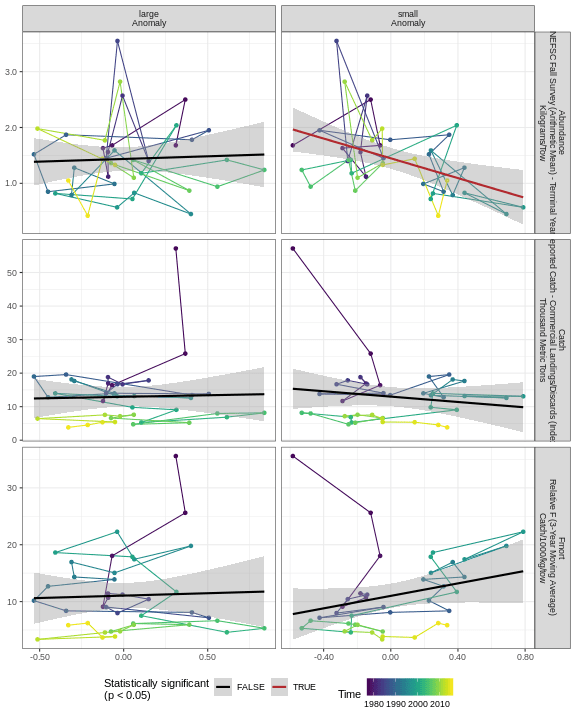 large
Anomaly
small
Anomaly
3.0
2.0
1.0
Abundance
NEFSC Fall Survey (Arithmetic Mean) - Terminal Year
Kilograms/tow
50
40
30
20
10
0
Catch
eported Catch - Commercial Landings/Discards (Inde
Thousand Metric Tons
30
20
10
Fmort
Relative F (3-Year Moving Average)
Catch/1000/kg/tow
-0.50
0.00
0.50
-0.40
0.00
0.40
0.80
Statistically significant
(p < 0.05)
FALSE
TRUE
Time
1980 1990 2000 2010